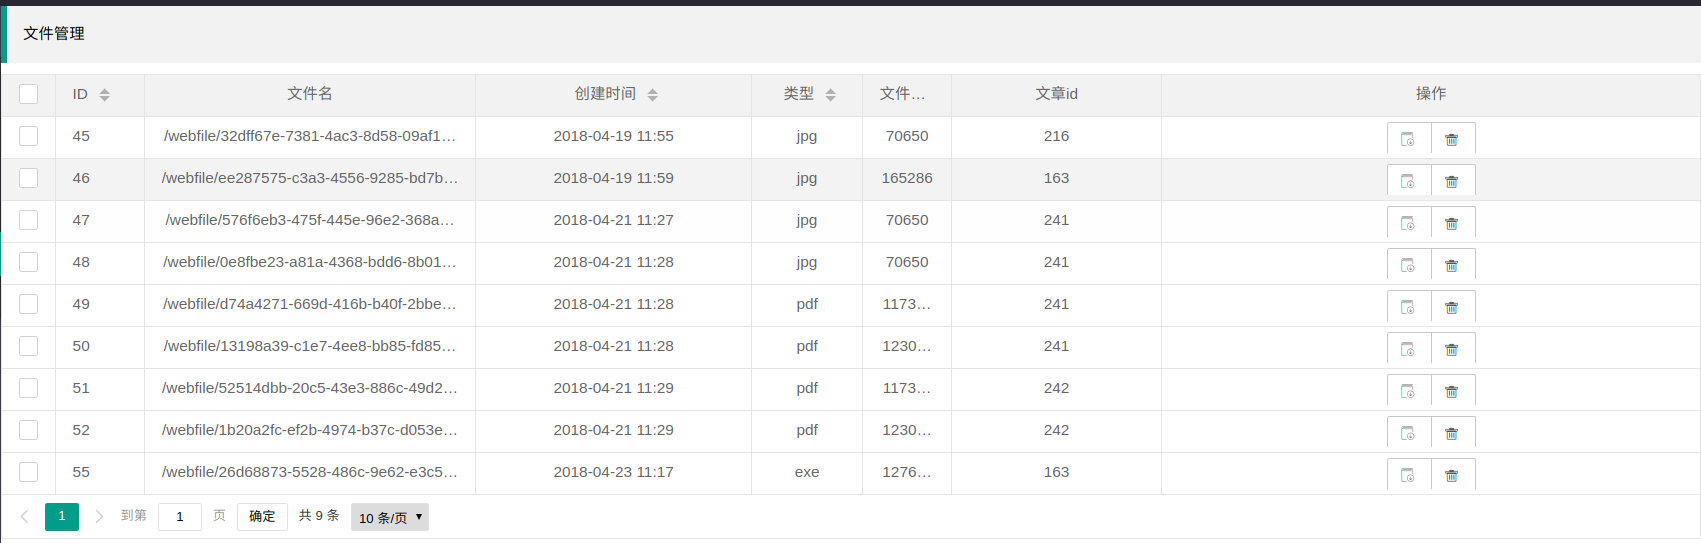 文件管理
ID 文件名 创建时间 类型 文件... 文章id 操作
45 /webfile/32dff67e-7381-4ac3-8d58-09af1... 2018-04-19 11:55 jpg 70650 216
46 /webfile/ee287575-c3a3-4556-9285-bd7b... 2018-04-19 11:59 jpg 165286 163
47 /webfile/576f6eb3-475f-445e-96e2-368a... 2018-04-21 11:27 jpg 70650 241
48 /webfile/0e8fbe23-a81a-4368-bdd6-8b01... 2018-04-21 11:28 jpg 70650 241
49 /webfile/d74a4271-669d-416b-b40f-2bbe... 2018-04-21 11:28 pdf 1173... 241
50 /webfile/13198a39-c1e7-4ee8-bb85-fd85... 2018-04-21 11:28 pdf 1230... 241
51 /webfile/52514dbb-20c5-43e3-886c-49d2... 2018-04-21 11:29 pdf 1173... 242
52 /webfile/1b20a2fc-ef2b-4974-b37c-d053e... 2018-04-21 11:29 pdf 1230... 242
55 /webfile/26d68873-5528-486c-9e62-e3c5... 2018-04-23 11:17 exe 1276... 163
1 到第 1 页 确定 共 9 条 10 条/页